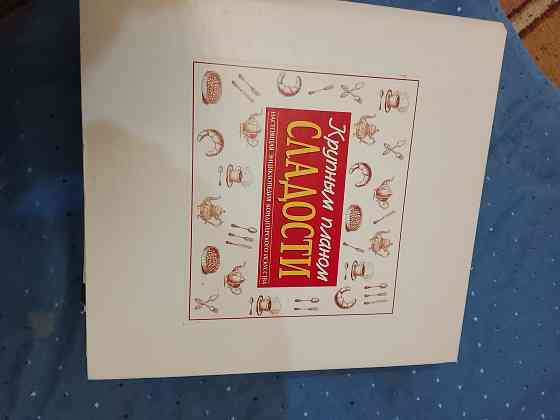 Крупным планом
СЛАДОСТИ
НАСТОЯЩАЯ ЭНЦИКЛОПЕДИЯ КОНДИТЕРСКОГО ИСКУССТВА